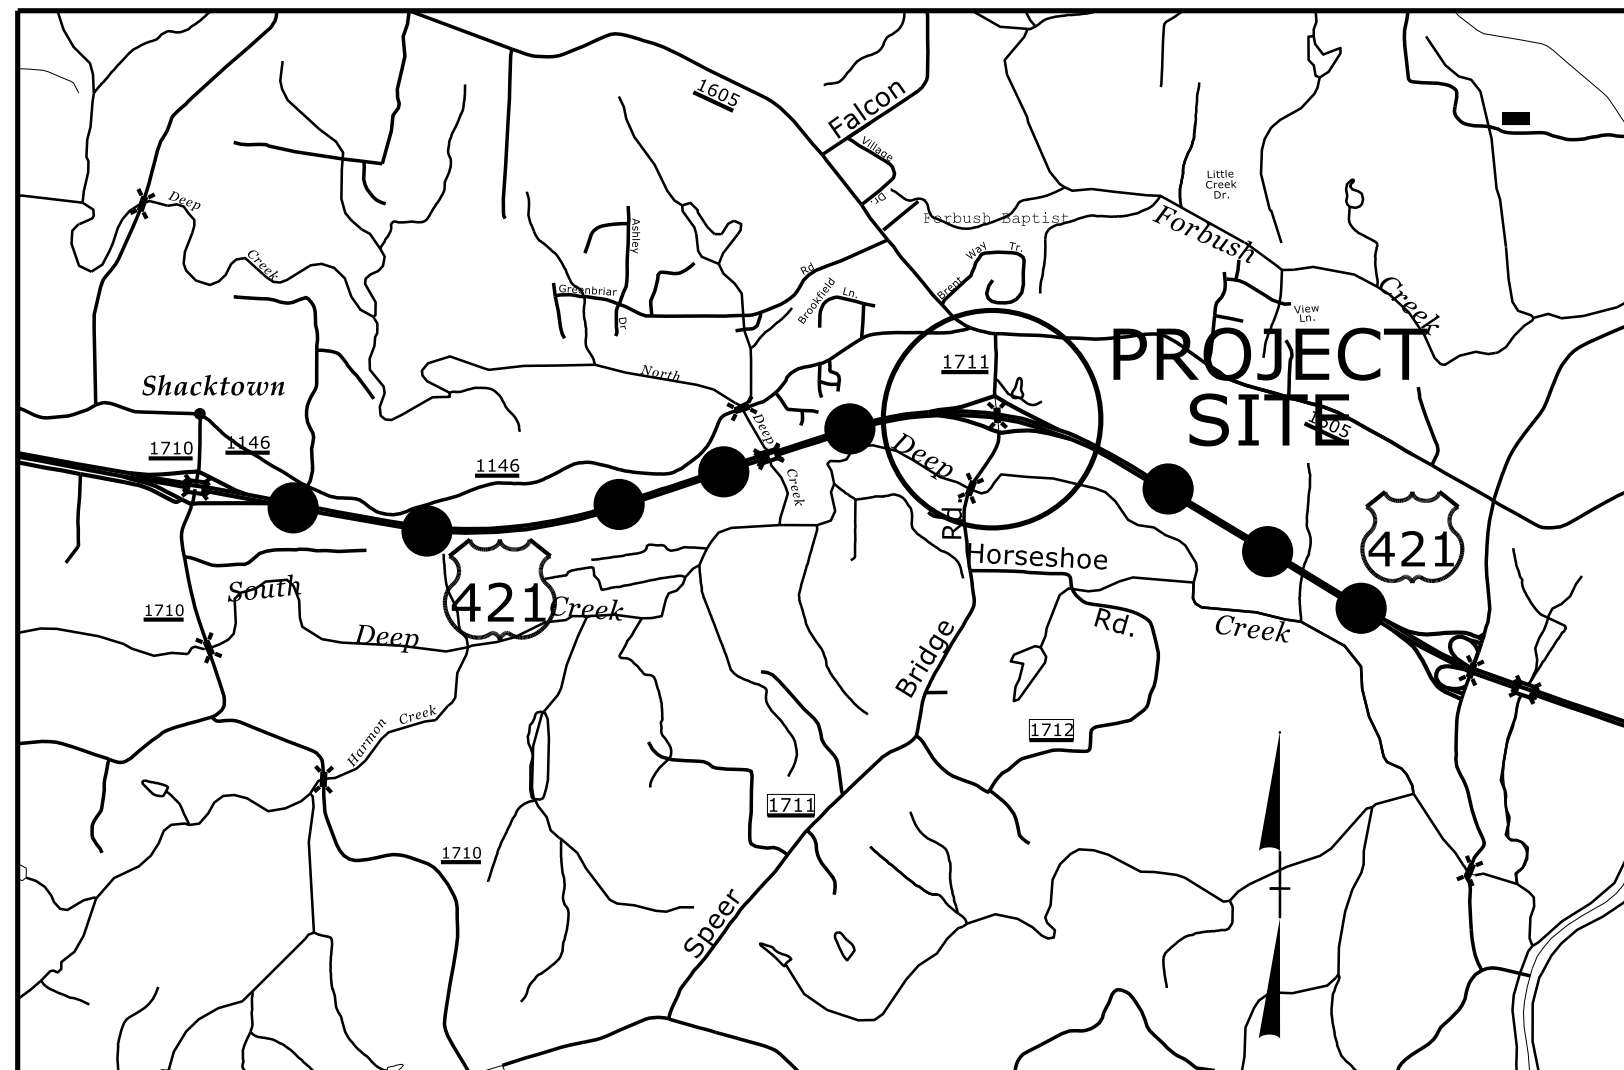 1605
Falcon
Village
Dr.
Little
Creek
Dr.
Deep
Creek
Forbush Baptist
Forbush
Creek
Ashley
Dr
Greenbriar
Rd
Brookfield
Ln.
Brent
Way
Tr.
View
Ln.
PROJECT
SITE
1605
1711
North
Deep
Creek
Shacktown
1710
1146
1146
Deep
Rd.
Horseshoe
Rd.
421
421
South
Deep
Creek
1710
Creek
Bridge
Harmon
Creek
1712
1711
1710
Speer